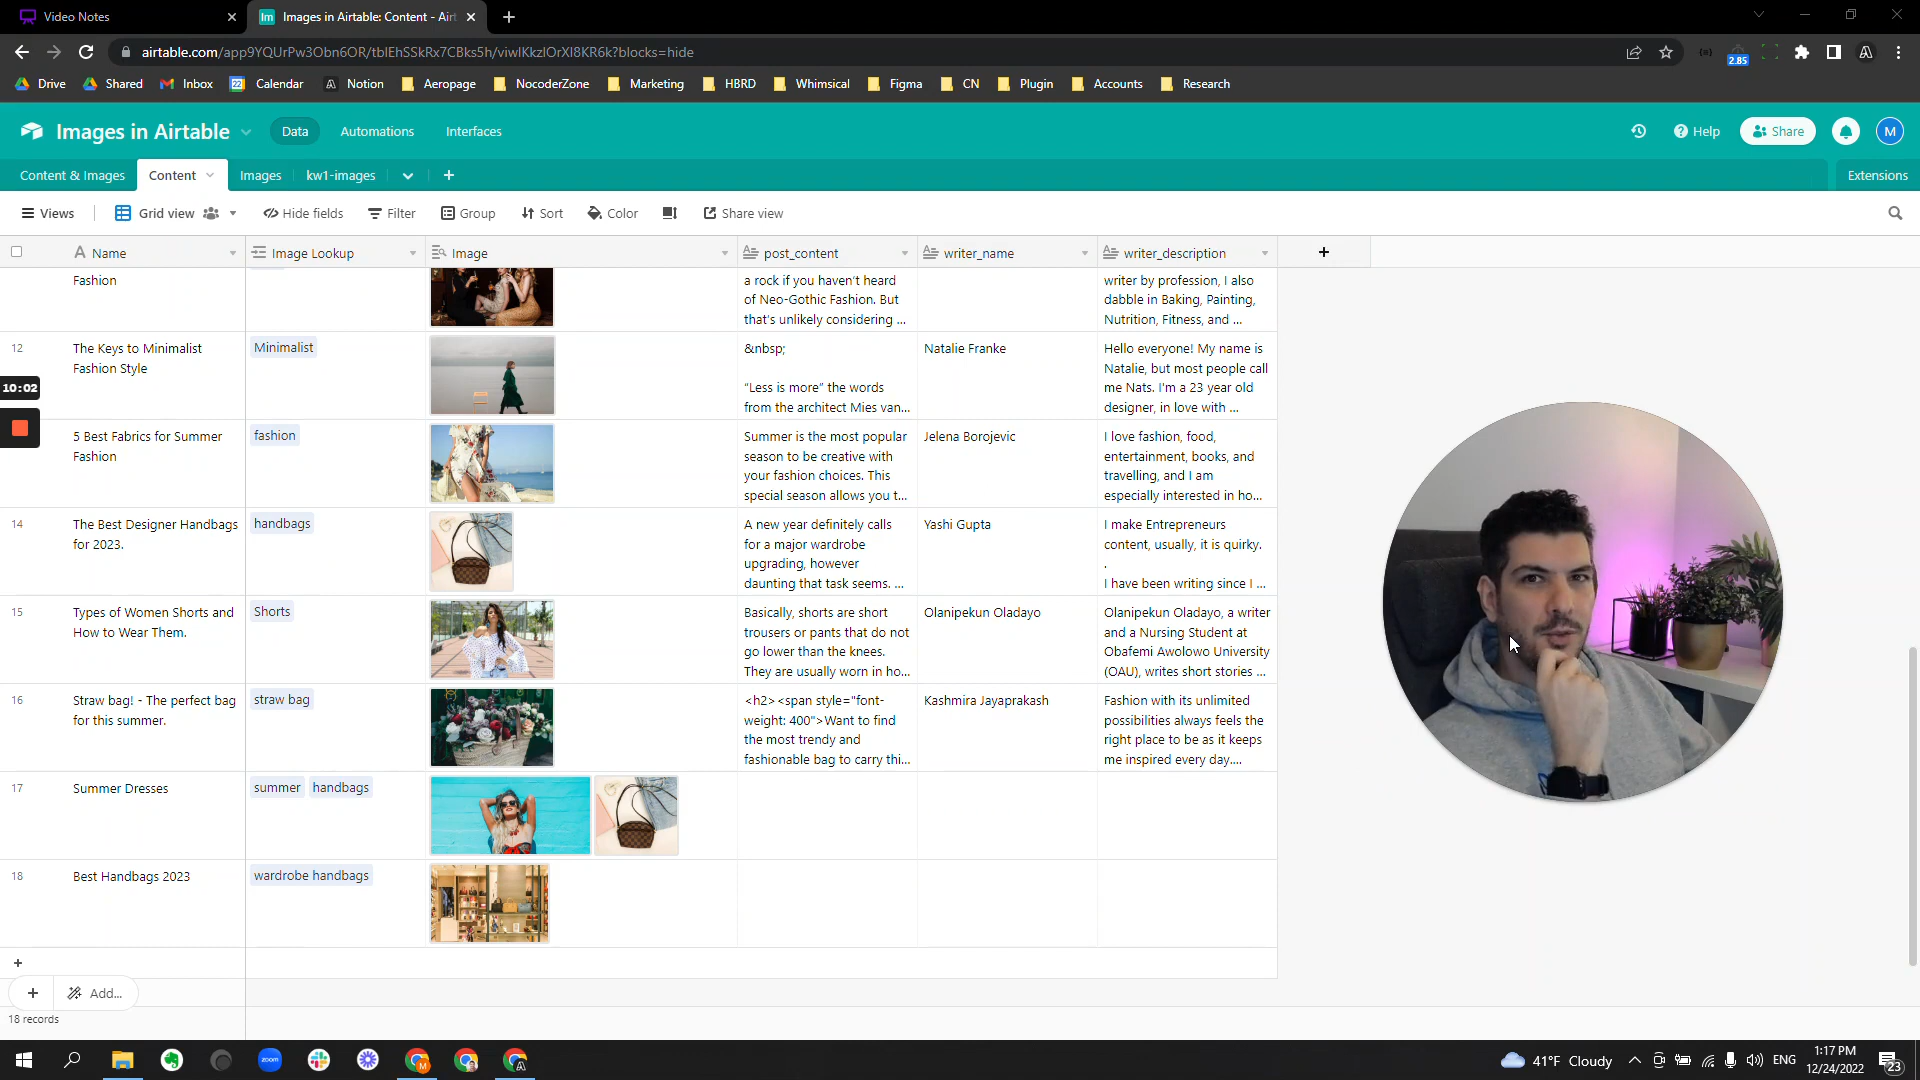 Video Notes
Images in Airtable: Content - Airt
airtable.com/app9YQUrPw3Obn6OR/tblEhSSkRx7CBks5h/viwlKkzlOrXl8KR6k?blocks=hide
2.85
Drive
Shared
Inbox
22
Calendar
Notion
Aeropage
NocoderZone
Marketing
HBRD
Whimsical
Figma
CN
Plugin
Accounts
Research
Images in Airtable
Data
Automations
Interfaces
Help
Share
M
Content & Images
Content
Images
kw1-images
Extensions
Views
Grid view
Hide fields
Filter
Group
Sort
Color
Share view
Name
Image Lookup
Image
post_content
writer_name
writer_description
Fashion
a rock if you haven't heard
of Neo-Gothic Fashion. But
that's unlikely considering ...
writer by profession, I also
dabble in Baking, Painting,
Nutrition, Fitness, and ...
12
The Keys to Minimalist
Fashion Style
Minimalist
&nbsp;
“Less is more” the words
from the architect Mies van...
Natalie Franke
Hello everyone! My name is
Natalie, but most people call
me Nats. I'm a 23 year old
designer, in love with ...
10:02
5 Best Fabrics for Summer
Fashion
fashion
Summer is the most popular
season to be creative with
your fashion choices. This
special season allows you t...
Jelena Borojevic
I love fashion, food,
entertainment, books, and
travelling, and I am
especially interested in ho...
14
The Best Designer Handbags
for 2023.
handbags
A new year definitely calls
for a major wardrobe
upgrading, however
daunting that task seems. ...
Yashi Gupta
I make Entrepreneurs
content, usually, it is quirky.
.
I have been writing since I ...
15
Types of Women Shorts and
How to Wear Them.
Shorts
Basically, shorts are short
trousers or pants that do not
go lower than the knees.
They are usually worn in ho...
Olanipekun Oladayo
Olanipekun Oladayo, a writer
and a Nursing Student at
Obafemi Awolowo University
(OAU), writes short stories ...
16
Straw bag! - The perfect bag
for this summer.
straw bag
<h2><span style="font-
weight: 400">Want to find
the most trendy and
fashionable bag to carry thi...
Kashmira Jayaprakash
Fashion with its unlimited
possibilities always feels the
right place to be as it keeps
me inspired every day....
17
Summer Dresses
summer
handbags
18
Best Handbags 2023
wardrobe handbags
+
Add...
18 records
zoom
41°F Cloudy
ENG
1:17 PM
12/24/2022
23